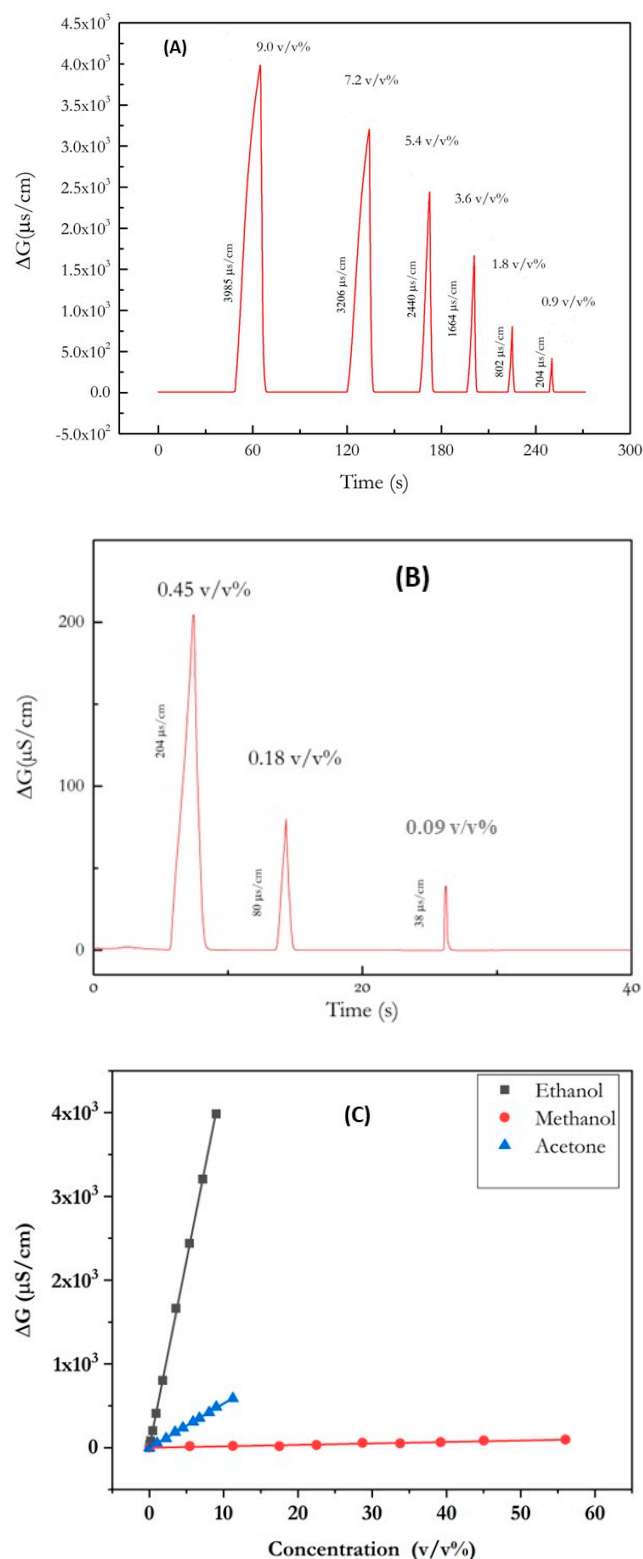 (A)
9.0 v/v%
7.2 v/v%
5.4 v/v%
3.6 v/v%
1.8 v/v%
0.9 v/v%
4.0x10³
3.5x10³
3.0x10³
2.5x10³
2.0x10³
1.5x10³
1.0x10³
5.0x10²
0.0
-5.0x10²
ΔG(µs/cm)
3985 µs/cm
3206 µs/cm
2440 µs/cm
1664 µs/cm
802 µs/cm
204 µs/cm
0 60 120 180 240 300
Time (s)
(B)
0.45 v/v%
0.18 v/v%
0.09 v/v%
200
100
0
ΔG(µS/cm)
204 µs/cm
80 µs/cm
38 µs/cm
0 20 40
Time (s)
(C)
Ethanol
Methanol
Acetone
4x10³
3x10³
2x10³
1x10³
0
ΔG (µS/cm)
0 10 20 30 40 50 60
Concentration (v/v%)